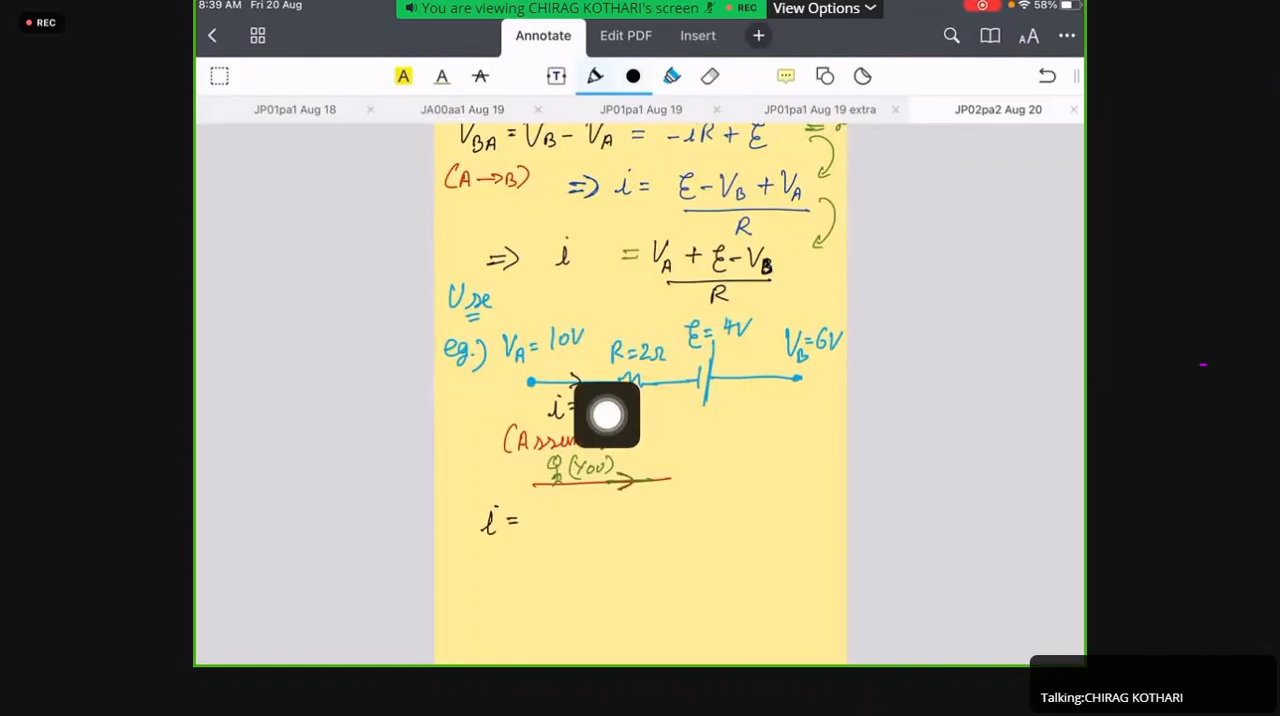 REC
8:39 AM Fri 20 Aug
You are viewing CHIRAG KOTHARI's screen
REC
View Options
58%
Annotate Edit PDF Insert +
AA
A A A T
JP01pa1 Aug 18 × JA00aa1 Aug 19 × JP01pa1 Aug 19 × JP01pa1 Aug 19 extra × JP02pa2 Aug 20 ×
V_BA = V_B - V_A = -iR + ℰ
(A→B) ⇒ i = ℰ - V_B + V_A
R
⇒ i = V_A + ℰ - V_B
R
Use
eg.) V_A = 10V R=2Ω ℰ= 4V V_B=6V
i=
(Assum
(You)
i =
Talking:CHIRAG KOTHARI